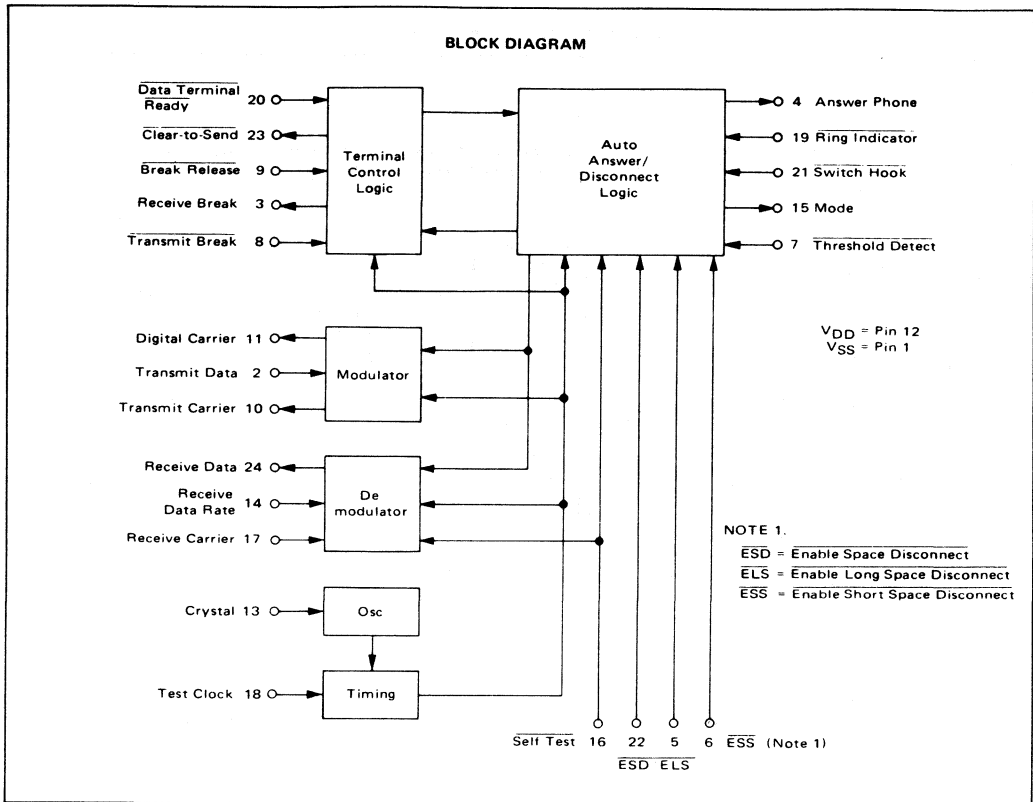 BLOCK DIAGRAM
Data Terminal
Ready 20
Clear-to-Send 23
Break Release 9
Receive Break 3
Transmit Break 8
Terminal
Control
Logic
Auto
Answer/
Disconnect
Logic
4 Answer Phone
19 Ring Indicator
21 Switch Hook
15 Mode
7 Threshold Detect
VDD = Pin 12
VSS = Pin 1
Digital Carrier 11
Transmit Data 2
Transmit Carrier 10
Modulator
Receive Data 24
Receive
Data Rate 14
Receive Carrier 17
De
modulator
NOTE 1.
ESD = Enable Space Disconnect
ELS = Enable Long Space Disconnect
ESS = Enable Short Space Disconnect
Crystal 13
Osc
Test Clock 18
Timing
Self Test 16 22 5 6 ESS (Note 1)
ESD ELS